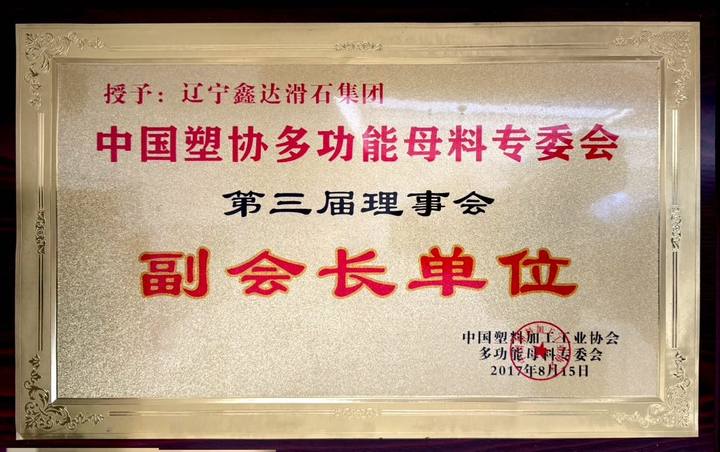 授予：辽宁鑫达滑石集团
中国塑协多功能母料专委会
第三届理事会
副会长单位
中国塑料加工工业协会
多功能母料专委会
2017年8月15日